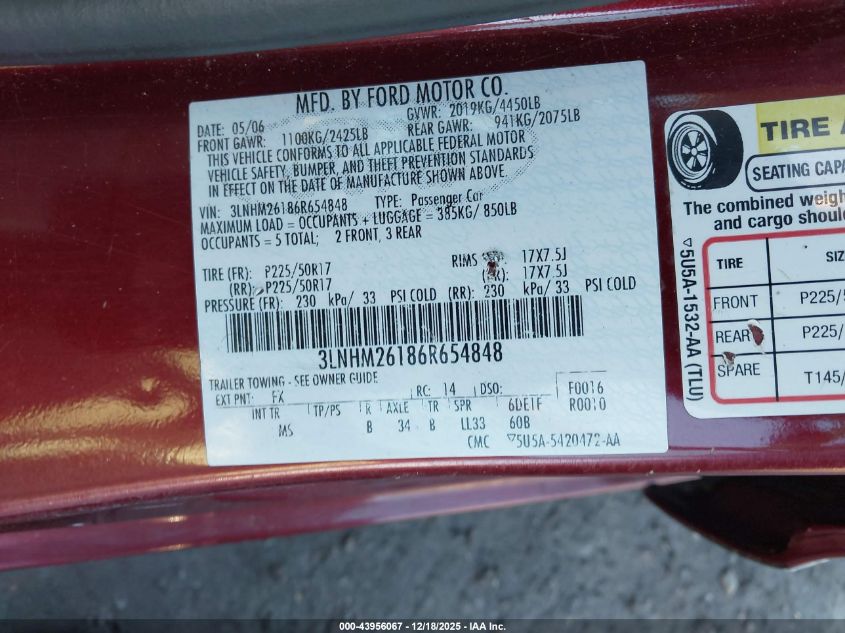 MFD. BY FORD MOTOR CO.
DATE: 05/06 GVWR: 2019KG/4450LB
FRONT GAWR: 1100KG/2425LB REAR GAWR: 941KG/2075LB
THIS VEHICLE CONFORMS TO ALL APPLICABLE FEDERAL MOTOR
VEHICLE SAFETY, BUMPER, AND THEFT PREVENTION STANDARDS
IN EFFECT ON THE DATE OF MANUFACTURE SHOWN ABOVE.
VIN: 3LNHM26186R654848 TYPE: Passenger Car
MAXIMUM LOAD = OCCUPANTS + LUGGAGE = 385KG/ 850LB
OCCUPANTS = 5 TOTAL; 2 FRONT, 3 REAR
TIRE (FR): P225/50R17 RIMS 17X7.5J
(RR): P225/50R17 17X7.5J
PRESSURE (FR): 230 kPa/ 33 PSI COLD (RR): 230 kPa/ 33 PSI COLD
3LNHM26186R654848
TRAILER TOWING - SEE OWNER GUIDE
EXT PNT: FX RC: 14 DSO: F0016
R0010
INT TR TP/PS R AXLE TR SPR 6DE1F
MS B 34 B LL33 60B
CMC 5U5A-5420472-AA
TIRE
SEATING
The combined
and cargo
TIRE
FRONT P225/
REAR P225/
SPARE T145/
5U5A-1532-AA (TLU)
000-43956067 - 12/18/2025 - IAA Inc.